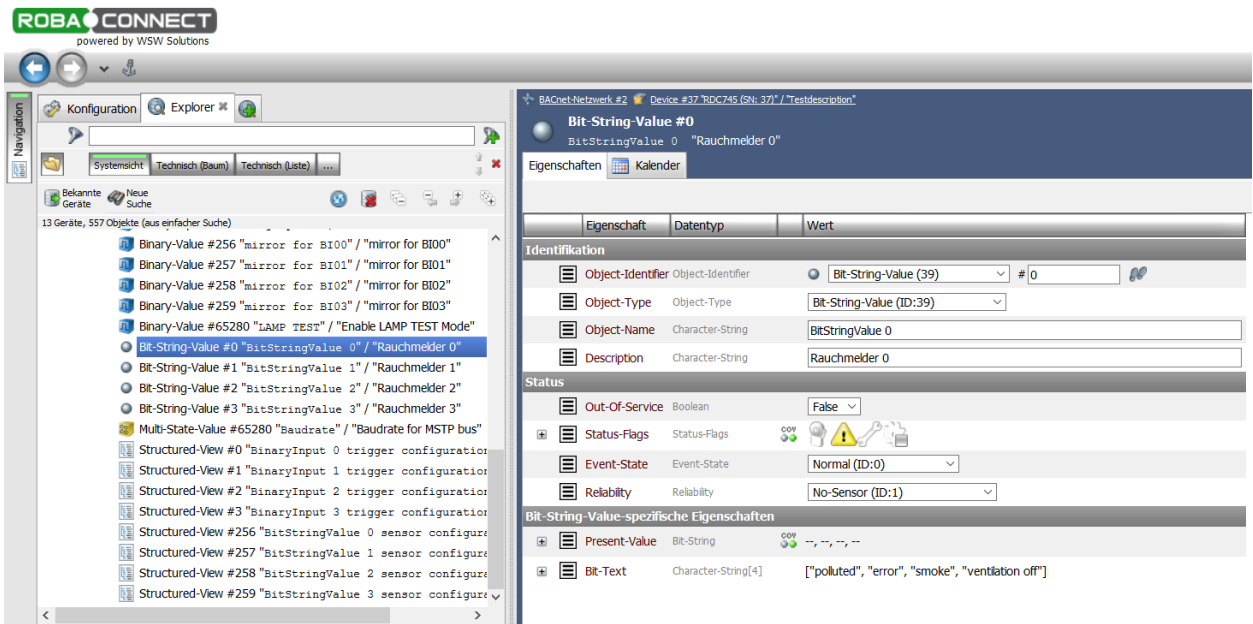 ROBA CONNECT
powered by WSW Solutions
Navigation
Konfiguration Explorer
Systemsicht Technisch (Baum) Technisch (Liste) ...
Bekannte Geräte Neue Suche
13 Geräte, 557 Objekte (aus einfacher Suche)
Binary-Value #256 "mirror for BI00" / "mirror for BI00"
Binary-Value #257 "mirror for BI01" / "mirror for BI01"
Binary-Value #258 "mirror for BI02" / "mirror for BI02"
Binary-Value #259 "mirror for BI03" / "mirror for BI03"
Binary-Value #65280 "LAMP TEST" / "Enable LAMP TEST Mode"
Bit-String-Value #0 "BitStringValue 0" / "Rauchmelder 0"
Bit-String-Value #1 "BitStringValue 1" / "Rauchmelder 1"
Bit-String-Value #2 "BitStringValue 2" / "Rauchmelder 2"
Bit-String-Value #3 "BitStringValue 3" / "Rauchmelder 3"
Multi-State-Value #65280 "Baudrate" / "Baudrate for MSTP bus"
Structured-View #0 "BinaryInput 0 trigger configuration
Structured-View #1 "BinaryInput 1 trigger configuration
Structured-View #2 "BinaryInput 2 trigger configuration
Structured-View #3 "BinaryInput 3 trigger configuration
Structured-View #256 "BitStringValue 0 sensor configura
Structured-View #257 "BitStringValue 1 sensor configura
Structured-View #258 "BitStringValue 2 sensor configura
Structured-View #259 "BitStringValue 3 sensor configura
BACnet-Netzwerk #2 Device #37 "RDC745 (SN: 37)" / "Testdescription"
Bit-String-Value #0
BitStringValue 0 "Rauchmelder 0"
Eigenschaften Kalender
Eigenschaft Datentyp Wert
Identifikation
Object-Identifier Object-Identifier Bit-String-Value (39) # 0
Object-Type Object-Type Bit-String-Value (ID:39)
Object-Name Character-String BitStringValue 0
Description Character-String Rauchmelder 0
Status
Out-Of-Service Boolean False
Status-Flags Status-Flags COV
Event-State Event-State Normal (ID:0)
Reliability Reliability No-Sensor (ID:1)
Bit-String-Value-spezifische Eigenschaften
Present-Value Bit-String COV --, --, --, --
Bit-Text Character-String[4] ["polluted", "error", "smoke", "ventilation off"]